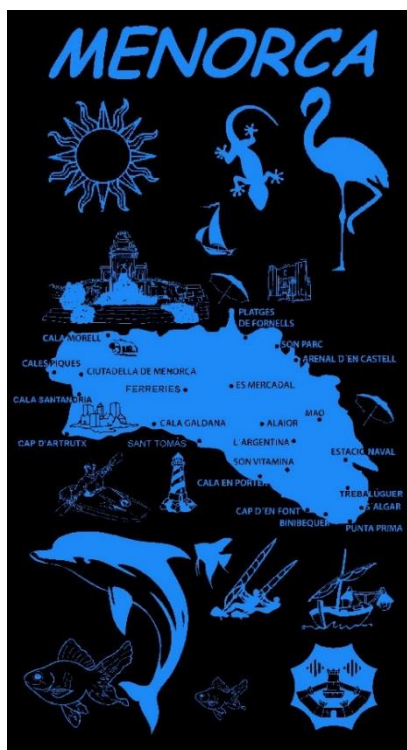 MENORCA
PLATGES
DE FORNELLS
CALA MORELL
SON PARC
ARENAL D'EN CASTELL
CALES PIQUES
CIUTADELLA DE MENORCA
FERRERIES
ES MERCADAL
CALA SANTANDRIA
MAÓ
CALA GALDANA
ALAIOR
CAP D'ARTRUTX
SANT TOMÁS
L'ARGENTINA
ESTACIO NAVAL
SON VITAMINA
CALA EN PORTER
TREBALÚGUER
S'ALGAR
CAP D'EN FONT
BINIBEQUER
PUNTA PRIMA